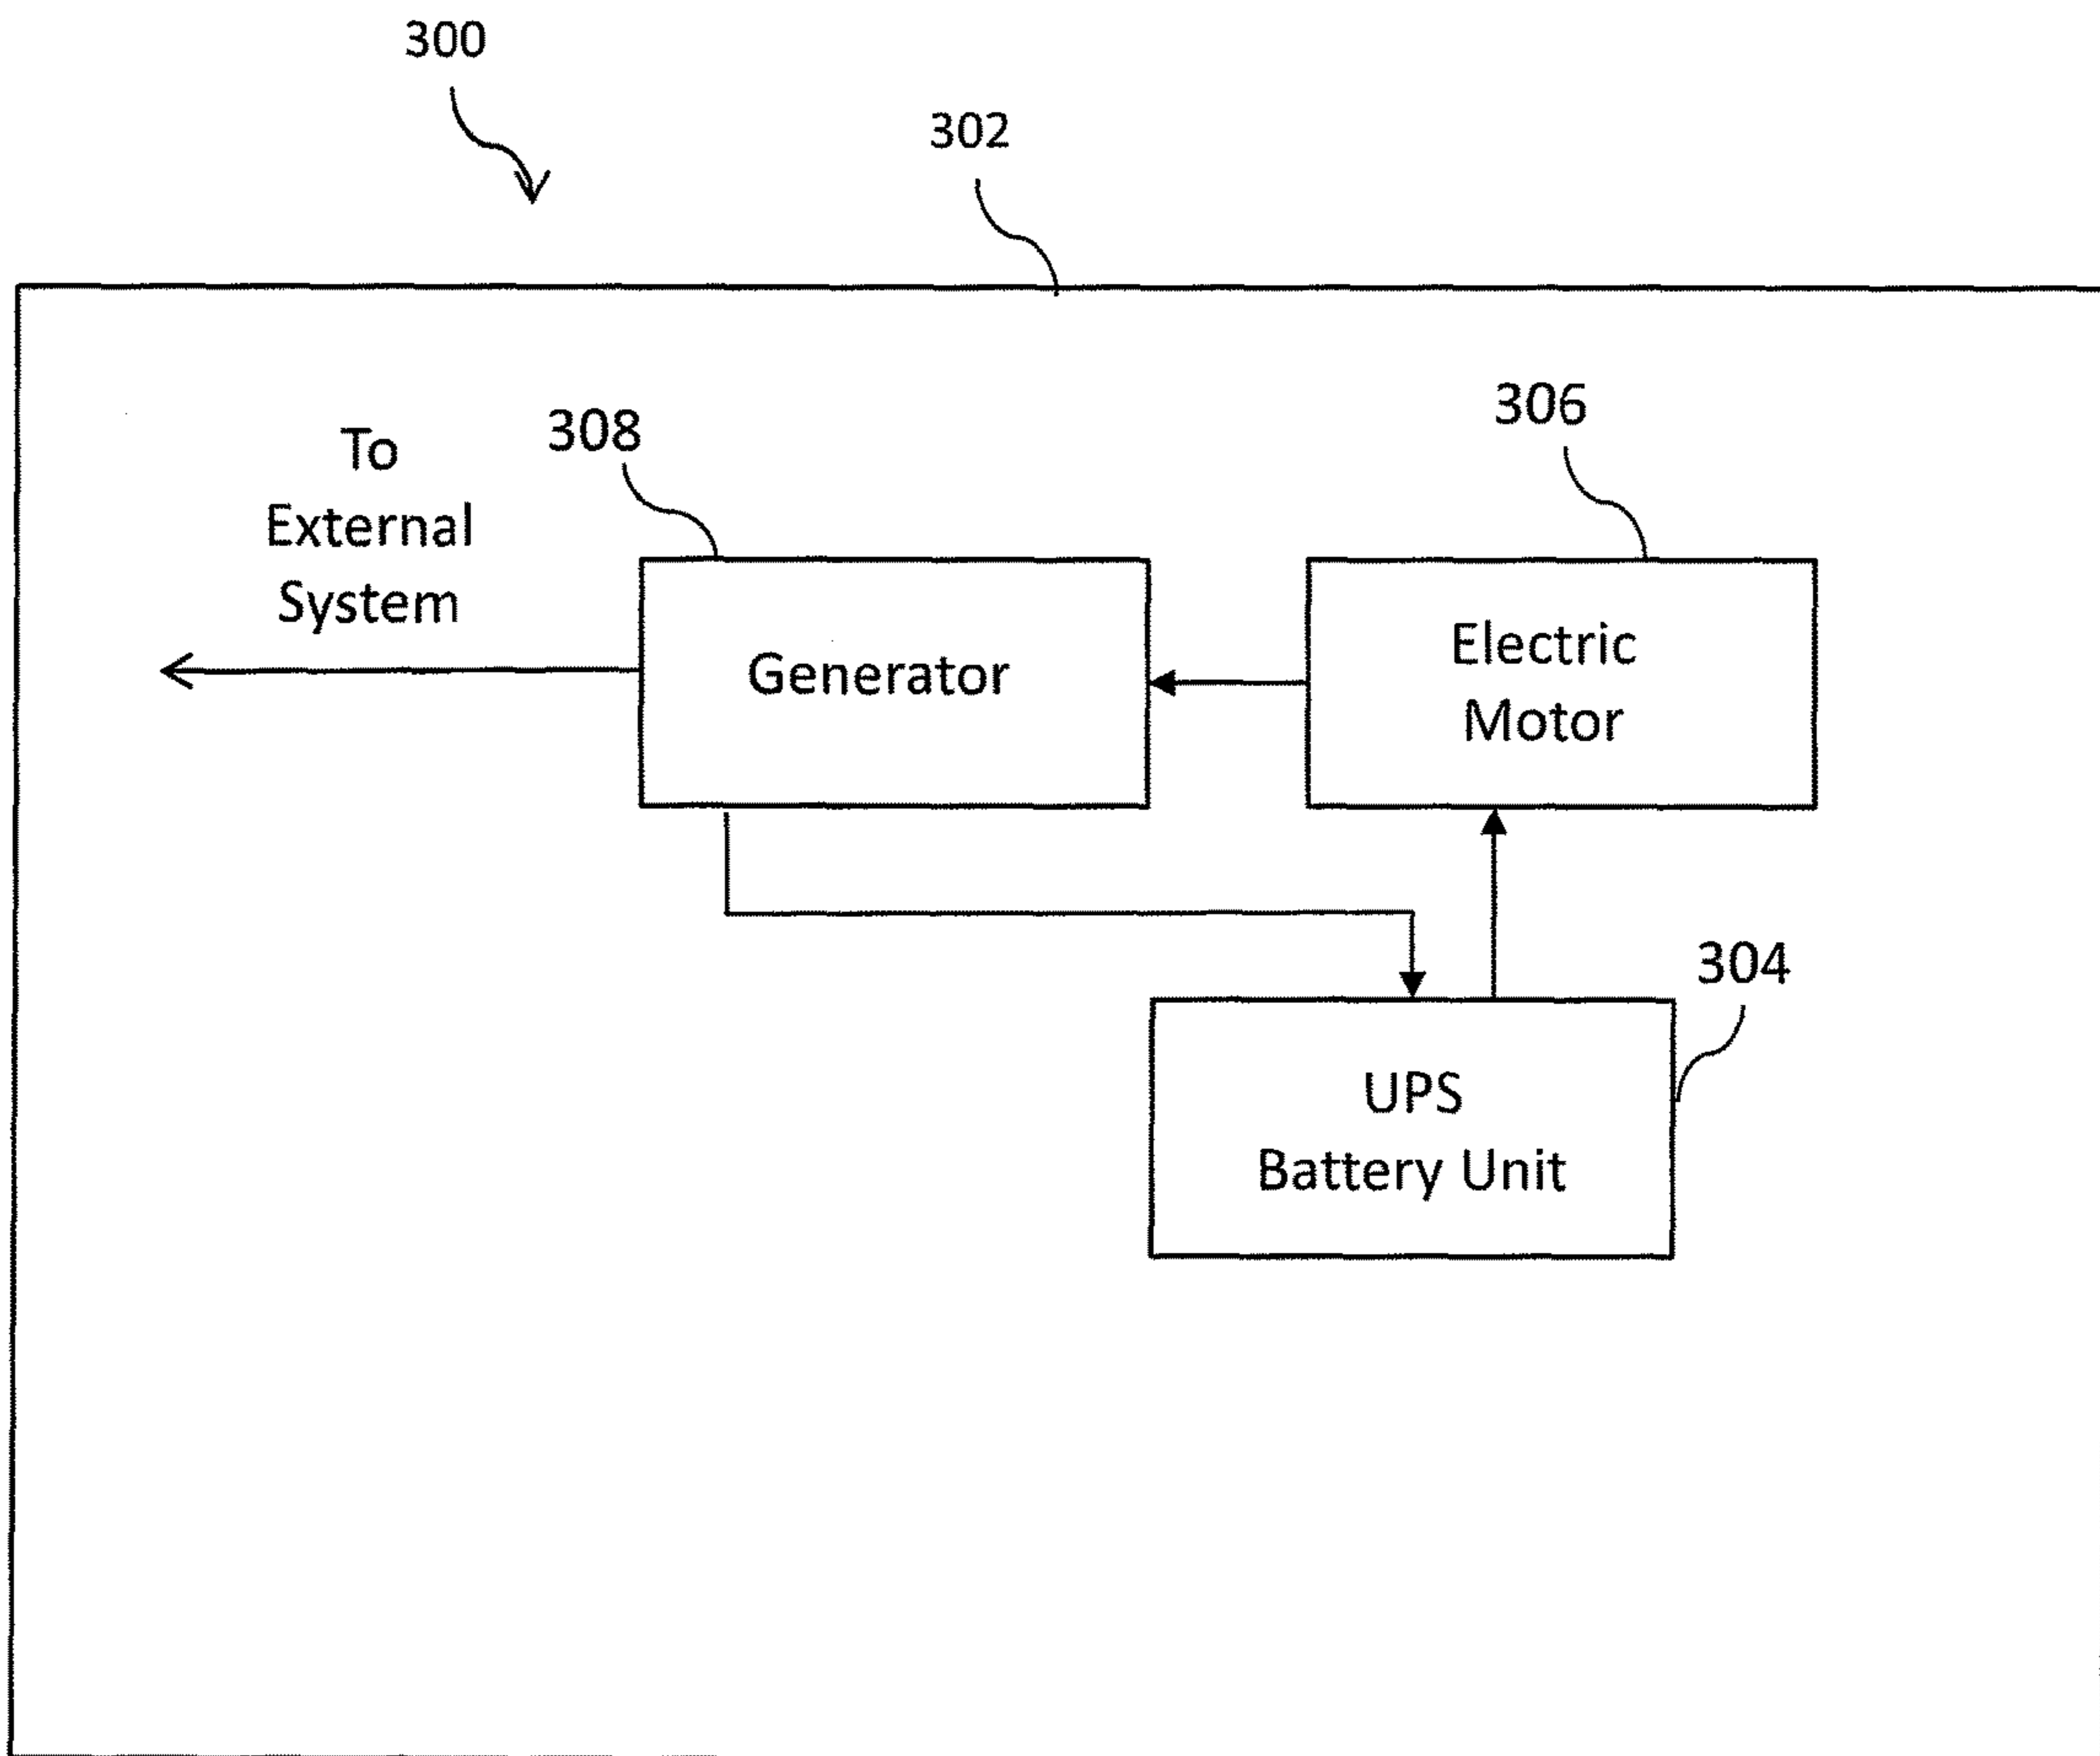 300
302
306
308
To
External
System
Electric
Motor
Generator
304
UPS
Battery Unit